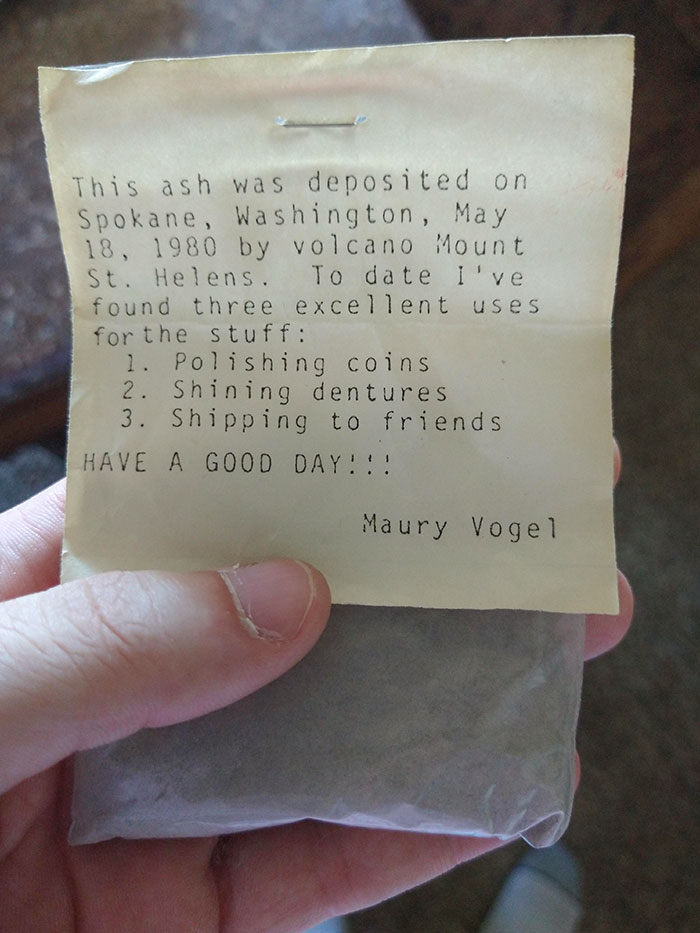 This ash was deposited on
Spokane, Washington, May
18, 1980 by volcano Mount
St. Helens.  To date I've
found three excellent uses
for the stuff:
1. Polishing coins
2. Shining dentures
3. Shipping to friends
HAVE A GOOD DAY!!!
Maury Vogel